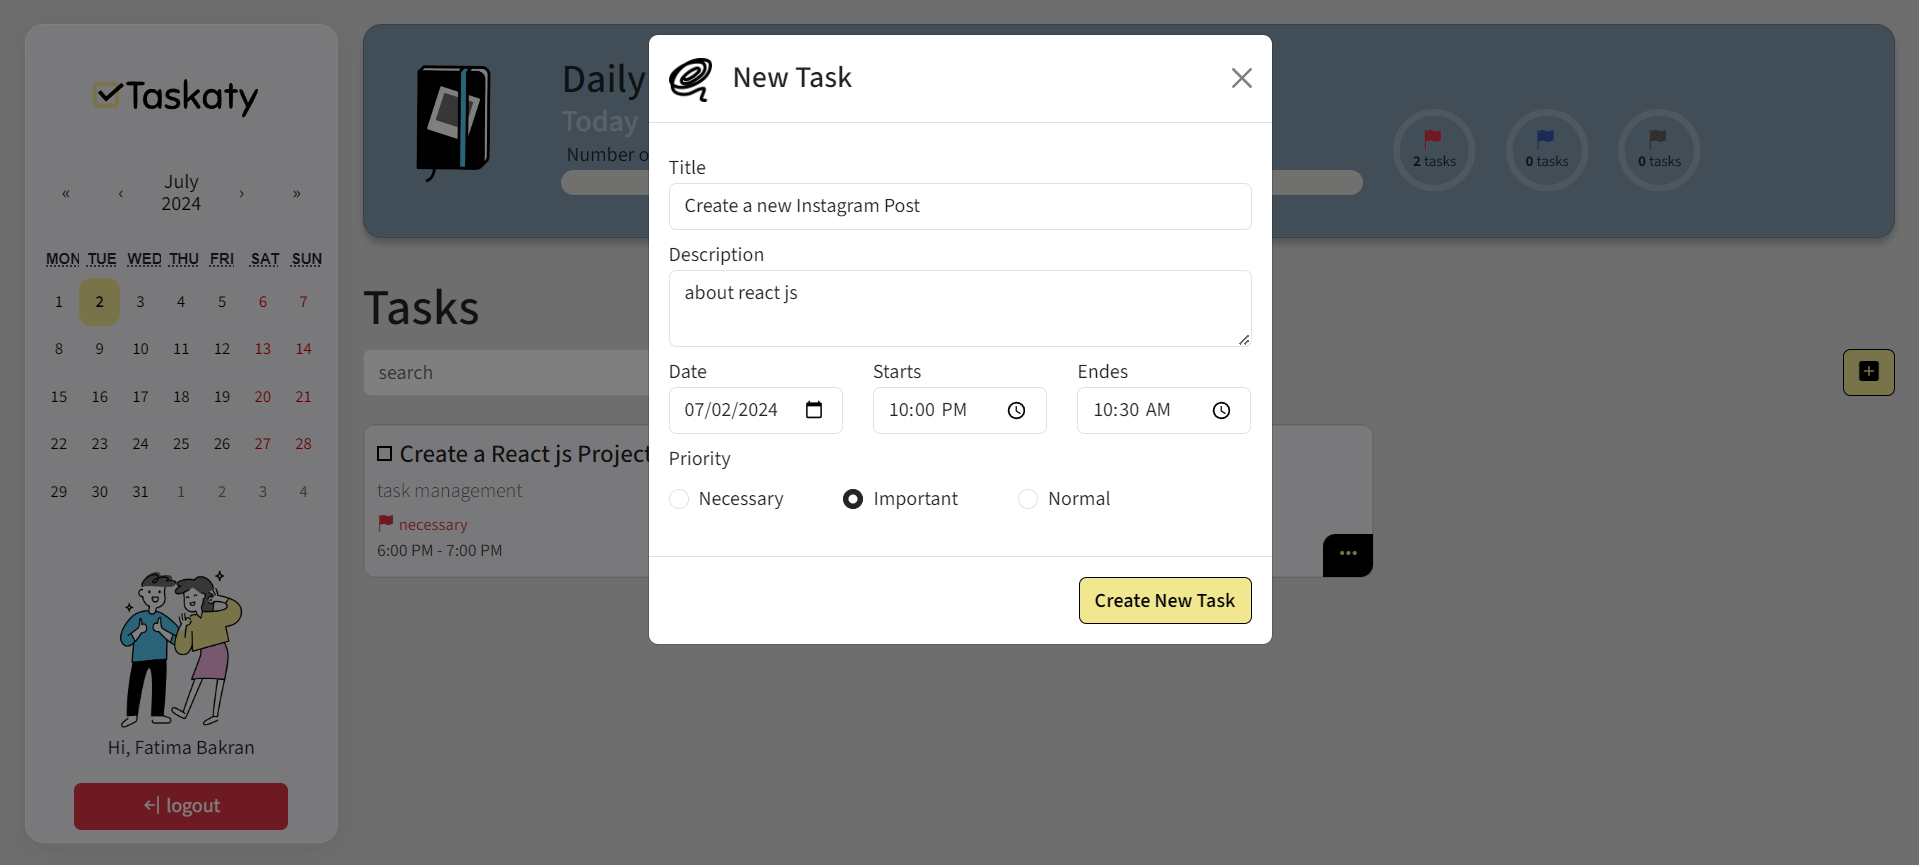 Taskaty
« ‹ July 2024 › »
MON TUE WED THU FRI SAT SUN
1 2 3 4 5 6 7
8 9 10 11 12 13 14
15 16 17 18 19 20 21
22 23 24 25 26 27 28
29 30 31 1 2 3 4
Hi, Fatima Bakran
logout
Daily
Today
Number o
2 tasks
0 tasks
0 tasks
Tasks
search
Create a React js Project
task management
necessary
6:00 PM - 7:00 PM
New Task
Title
Create a new Instagram Post
Description
about react js
Date Starts Endes
07/02/2024 10:00 PM 10:30 AM
Priority
Necessary Important Normal
Create New Task